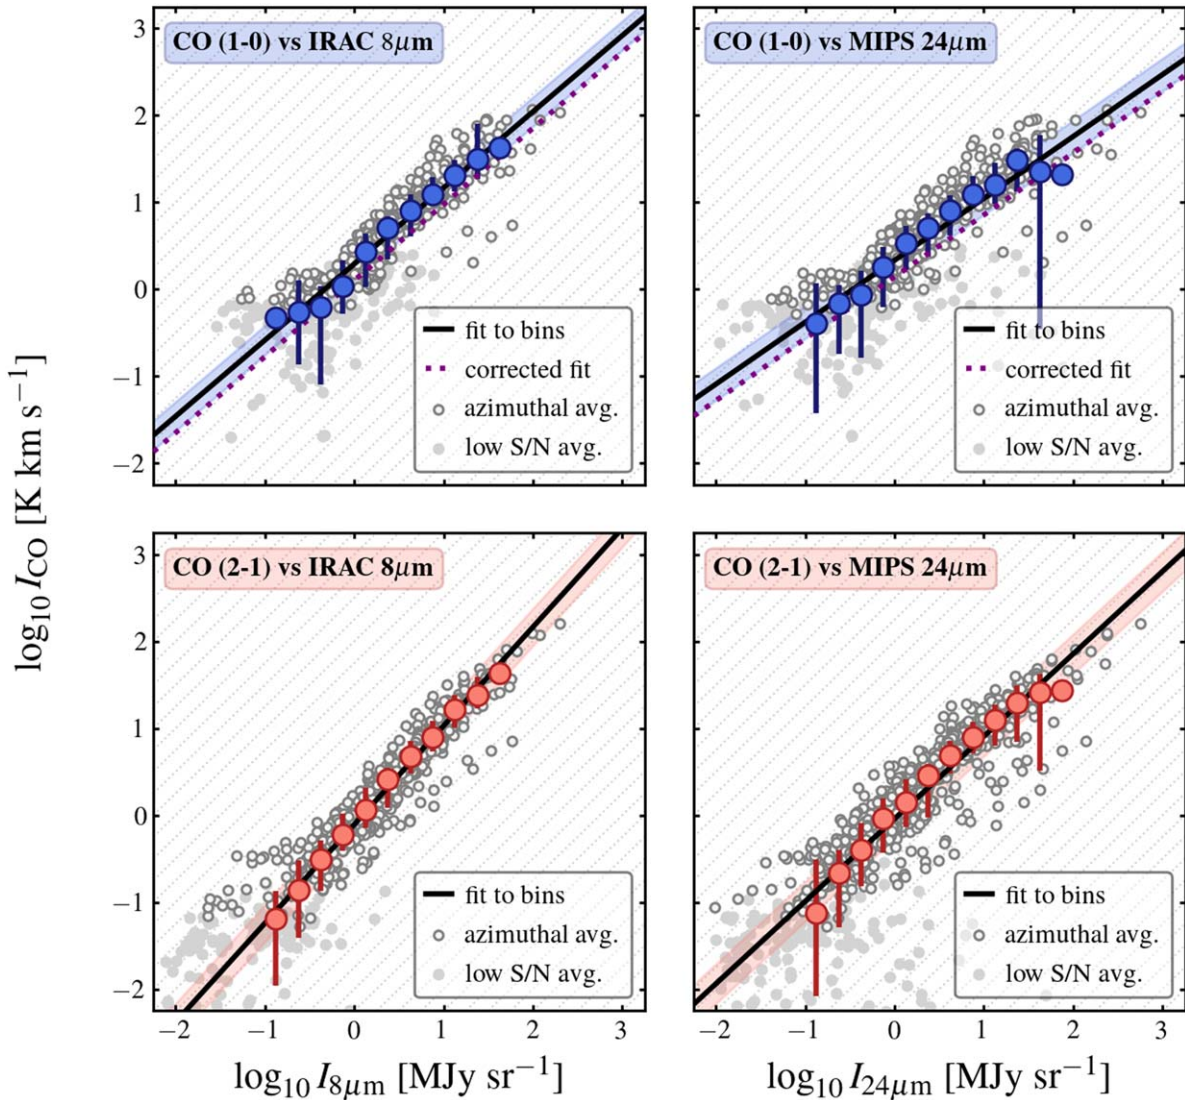 CO (1-0) vs IRAC 8μm
CO (1-0) vs MIPS 24μm
3
2
1
0
−1
−2
fit to bins
corrected fit
azimuthal avg.
low S/N avg.
fit to bins
corrected fit
azimuthal avg.
low S/N avg.
log₁₀ I_CO [K km s⁻¹]
CO (2-1) vs IRAC 8μm
CO (2-1) vs MIPS 24μm
3
2
1
0
−1
−2
fit to bins
azimuthal avg.
low S/N avg.
fit to bins
azimuthal avg.
low S/N avg.
−2 −1 0 1 2 3
−2 −1 0 1 2 3
log₁₀ I₈μm [MJy sr⁻¹]
log₁₀ I₂₄μm [MJy sr⁻¹]